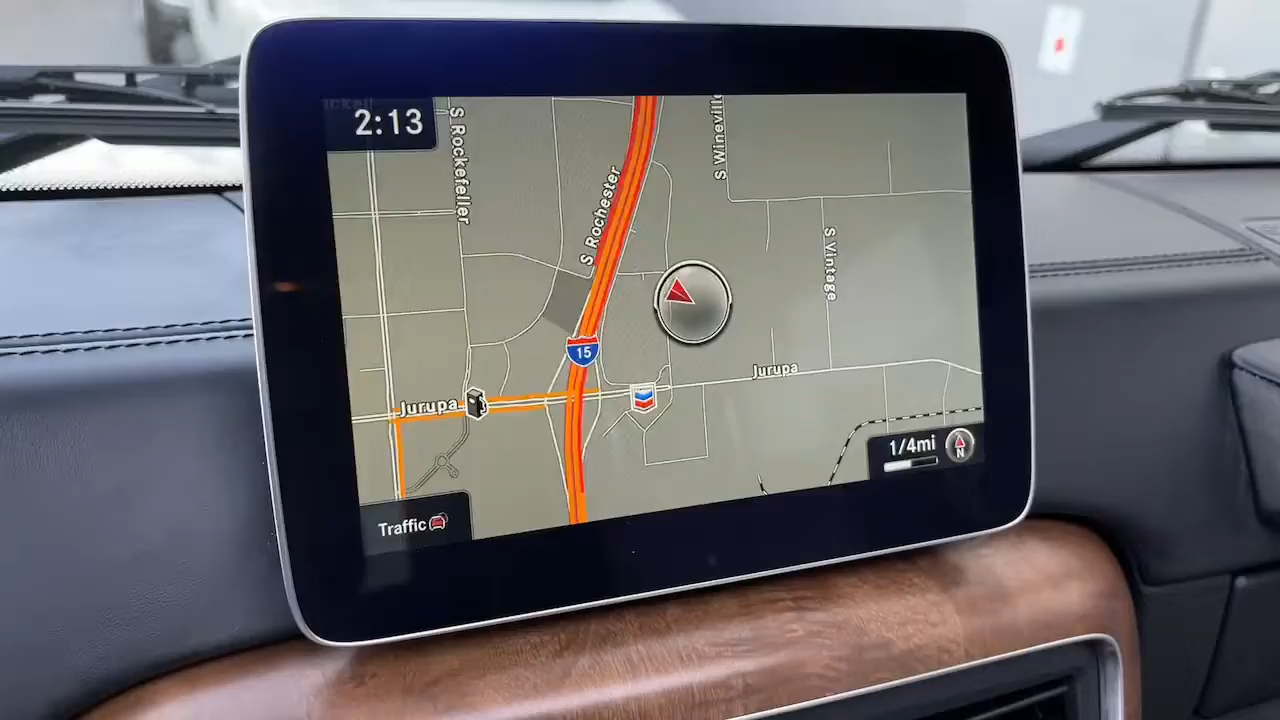 2:13
S Rockefeller
S Rochester
S Wineville
S Vintage
15
Jurupa
Jurupa
1/4mi
N
Traffic